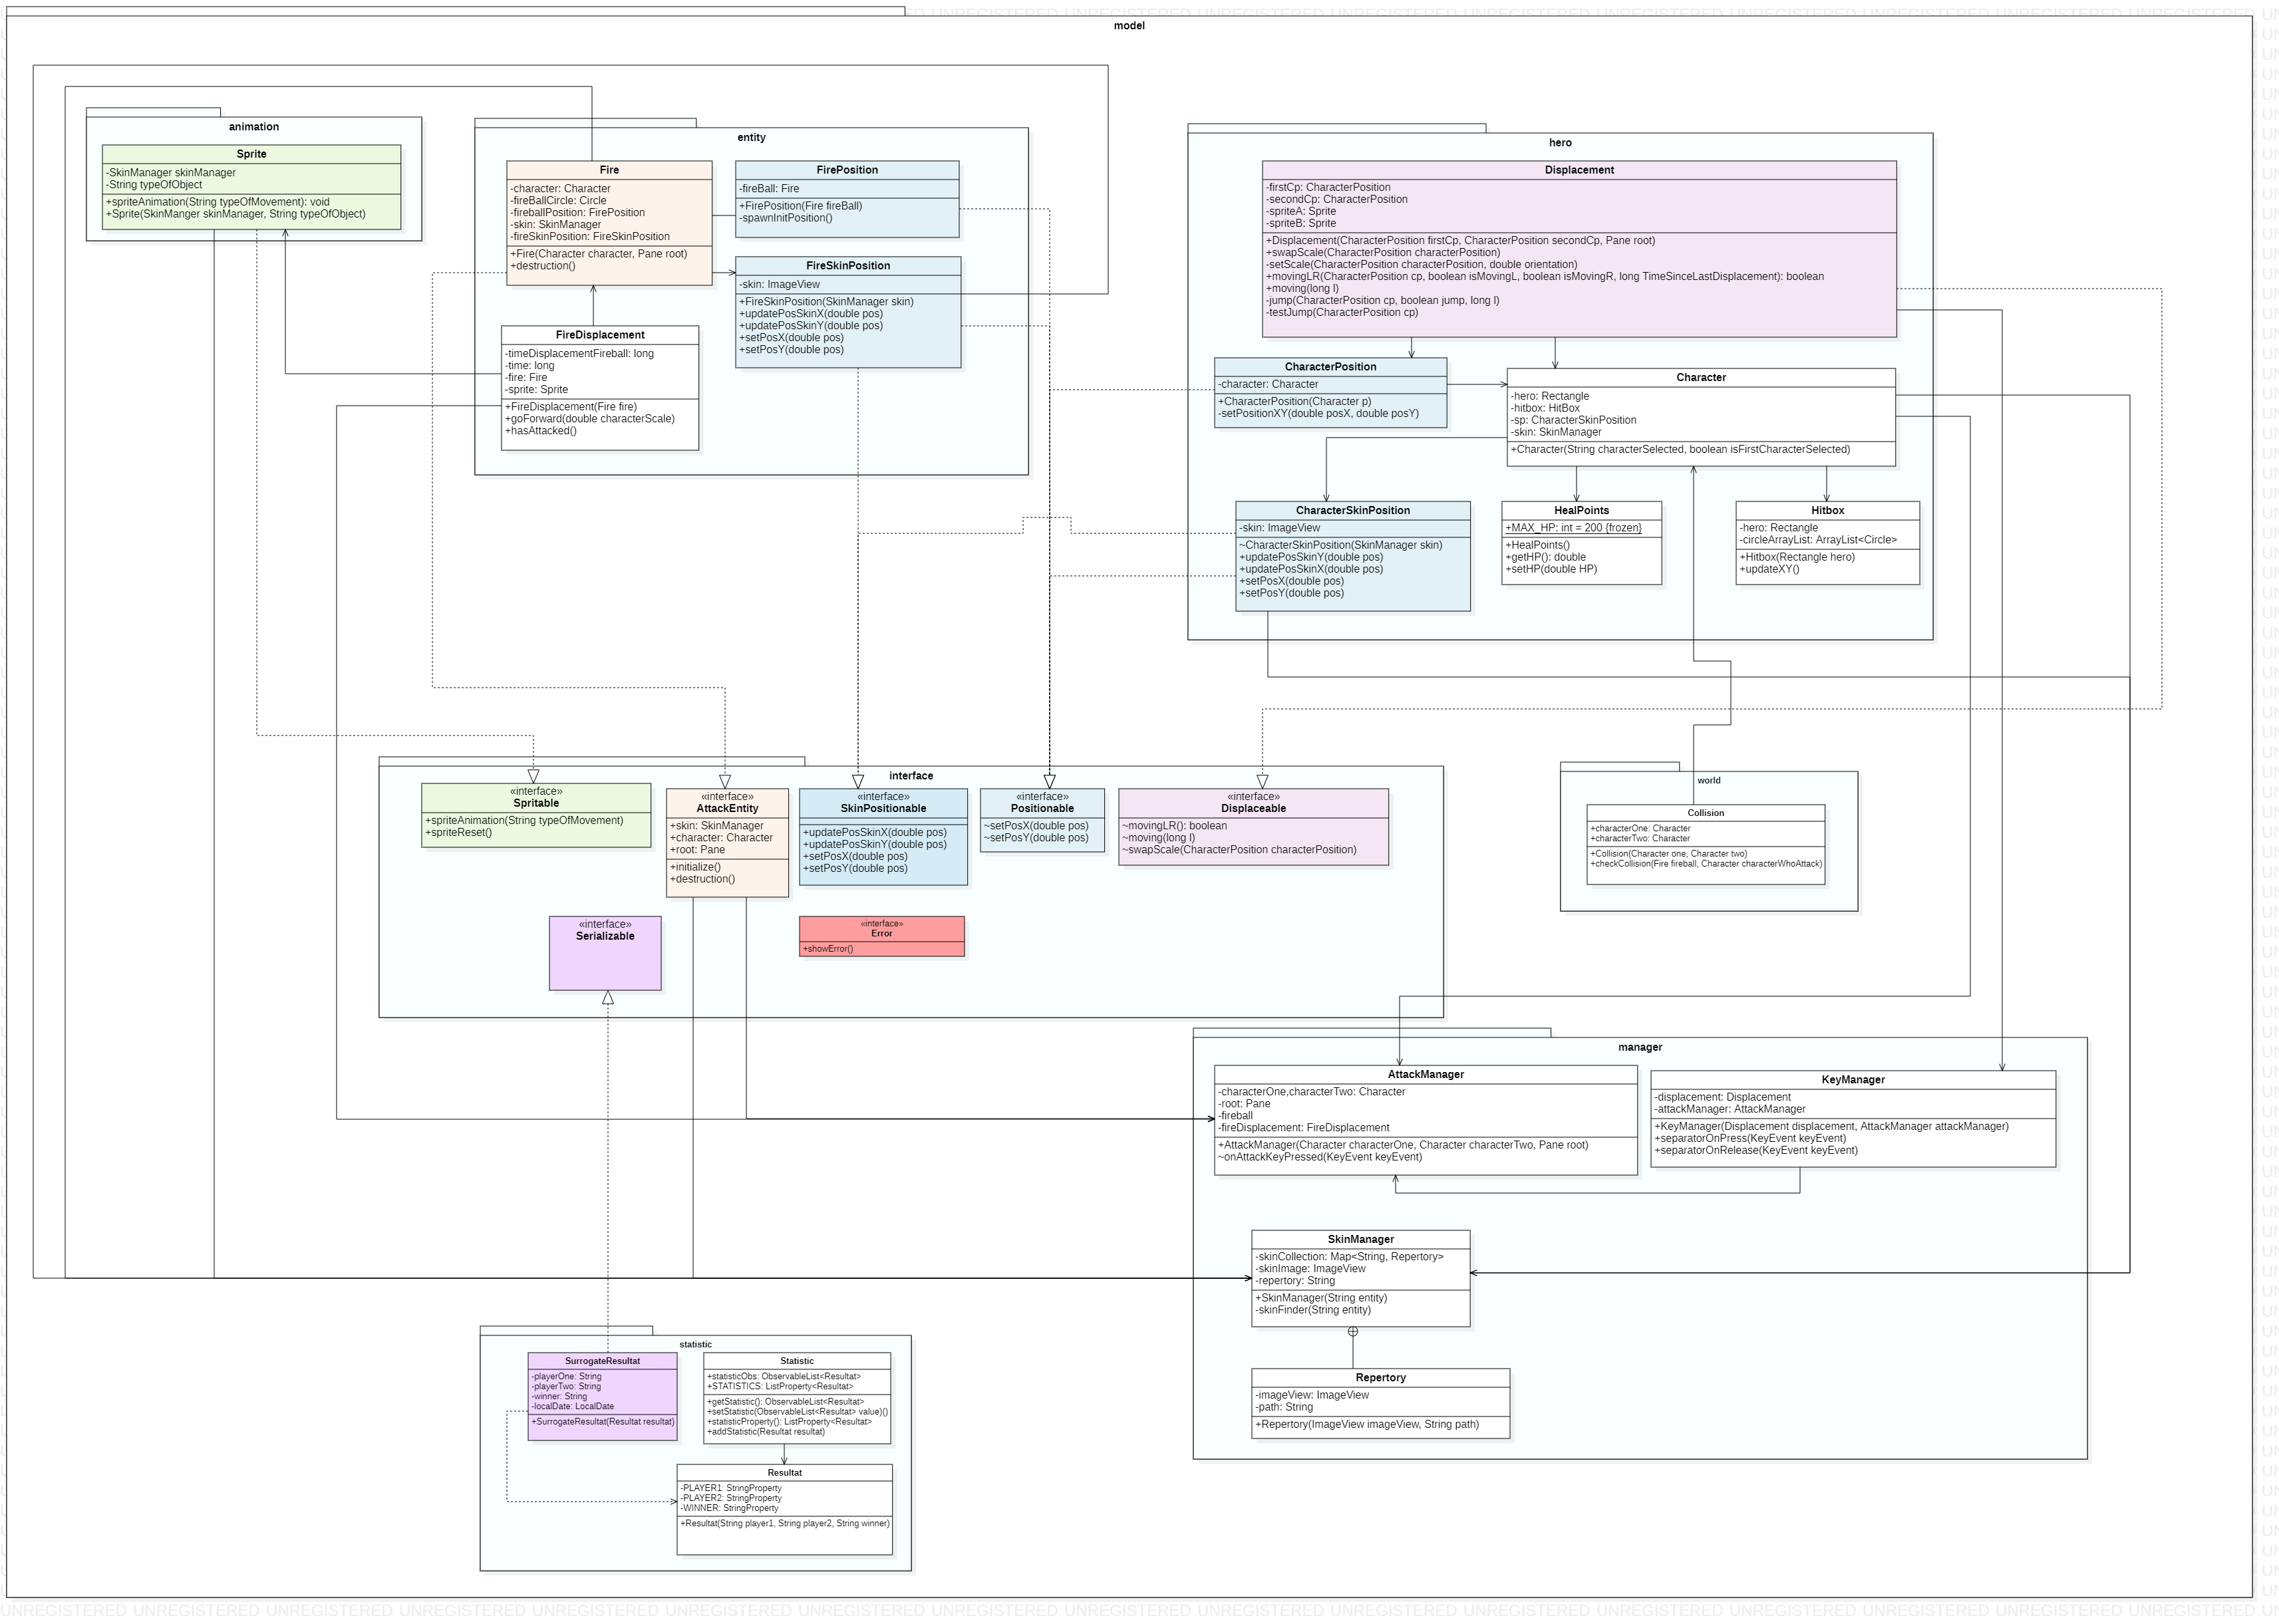 model
animation
Sprite
-SkinManager skinManager
-String typeOfObject
+spriteAnimation(String typeOfMovement): void
+Sprite(SkinManger skinManager, String typeOfObject)
entity
Fire
-character: Character
-fireBallCircle: Circle
-fireballPosition: FirePosition
-skin: SkinManager
-fireSkinPosition: FireSkinPosition
+Fire(Character character, Pane root)
+destruction()
FirePosition
-fireBall: Fire
+FirePosition(Fire fireBall)
-spawnInitPosition()
FireSkinPosition
-skin: ImageView
+FireSkinPosition(SkinManager skin)
+updatePosSkinX(double pos)
+updatePosSkinY(double pos)
+setPosX(double pos)
+setPosY(double pos)
FireDisplacement
-timeDisplacementFireball: long
-time: long
-fire: Fire
-sprite: Sprite
+FireDisplacement(Fire fire)
+goForward(double characterScale)
+hasAttacked()
hero
Displacement
-firstCp: CharacterPosition
-secondCp: CharacterPosition
-spriteA: Sprite
-spriteB: Sprite
+Displacement(CharacterPosition firstCp, CharacterPosition secondCp, Pane root)
+swapScale(CharacterPosition characterPosition)
-setScale(CharacterPosition characterPosition, double orientation)
+movingLR(CharacterPosition cp, boolean isMovingL, boolean isMovingR, long TimeSinceLastDisplacement): boolean
+moving(long l)
-jump(CharacterPosition cp, boolean jump, long l)
-testJump(CharacterPosition cp)
CharacterPosition
-character: Character
+CharacterPosition(Character p)
-setPositionXY(double posX, double posY)
Character
-hero: Rectangle
-hitbox: HitBox
-sp: CharacterSkinPosition
-skin: SkinManager
+Character(String characterSelected, boolean isFirstCharacterSelected)
CharacterSkinPosition
-skin: ImageView
~CharacterSkinPosition(SkinManager skin)
+updatePosSkinY(double pos)
+updatePosSkinX(double pos)
+setPosX(double pos)
+setPosY(double pos)
HealPoints
+MAX_HP: int = 200 {frozen}
+HealPoints()
+getHP(): double
+setHP(double HP)
Hitbox
-hero: Rectangle
-circleArrayList: ArrayList<Circle>
+Hitbox(Rectangle hero)
+updateXY()
interface
«interface»
Spritable
+spriteAnimation(String typeOfMovement)
+spriteReset()
«interface»
AttackEntity
+skin: SkinManager
+character: Character
+root: Pane
+initialize()
+destruction()
«interface»
SkinPositionable
+updatePosSkinX(double pos)
+updatePosSkinY(double pos)
+setPosX(double pos)
+setPosY(double pos)
«interface»
Positionable
~setPosX(double pos)
~setPosY(double pos)
«interface»
Displaceable
~movingLR(): boolean
~moving(long l)
~swapScale(CharacterPosition characterPosition)
«interface»
Serializable
«interface»
Error
+showError()
world
Collision
+characterOne: Character
+characterTwo: Character
+Collision(Character one, Character two)
+checkCollision(Fire fireball, Character characterWhoAttack)
manager
AttackManager
-characterOne,characterTwo: Character
-root: Pane
-fireball
-fireDisplacement: FireDisplacement
+AttackManager(Character characterOne, Character characterTwo, Pane root)
~onAttackKeyPressed(KeyEvent keyEvent)
KeyManager
-displacement: Displacement
-attackManager: AttackManager
+KeyManager(Displacement displacement, AttackManager attackManager)
+separatorOnPress(KeyEvent keyEvent)
+separatorOnRelease(KeyEvent keyEvent)
SkinManager
-skinCollection: Map<String, Repertory>
-skinImage: ImageView
-repertory: String
+SkinManager(String entity)
-skinFinder(String entity)
Repertory
-imageView: ImageView
-path: String
+Repertory(ImageView imageView, String path)
statistic
SurrogateResultat
-playerOne: String
-playerTwo: String
-winner: String
-localDate: LocalDate
+SurrogateResultat(Resultat resultat)
Statistic
+statisticObs: ObservableList<Resultat>
+STATISTICS: ListProperty<Resultat>
+getStatistic(): ObservableList<Resultat>
+setStatistic(ObservableList<Resultat> value)()
+statisticProperty(): ListProperty<Resultat>
+addStatistic(Resultat resultat)
Resultat
-PLAYER1: StringProperty
-PLAYER2: StringProperty
-WINNER: StringProperty
+Resultat(String player1, String player2, String winner)
UNREGISTERED UNREGISTERED UNREGISTERED UNREGISTERED UNREGISTERED UNREGISTERED UNREGISTERED UNREGISTERED UNREGISTERED UNREGISTERED UNREGISTERED UNREGISTERED UNREGISTERED UNREGISTERED UNREGISTERED UNREGISTERED UNREGISTERED UN